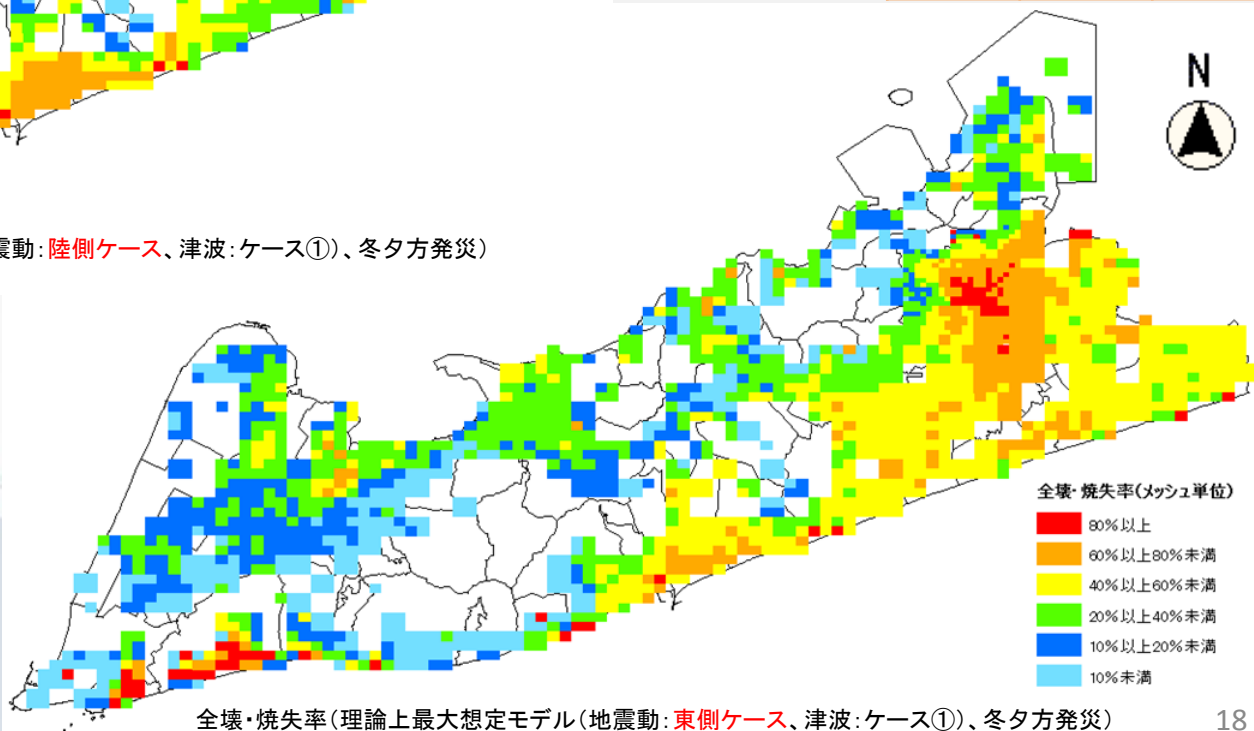 N
震動：陸側ケース、津波：ケース①）、冬夕方発災）
全壊・焼失率(メッシュ単位)
80％以上
60％以上80％未満
40％以上60％未満
20％以上40％未満
10％以上20％未満
10％未満
全壊・焼失率（理論上最大想定モデル（地震動：東側ケース、津波：ケース①）、冬夕方発災）
18